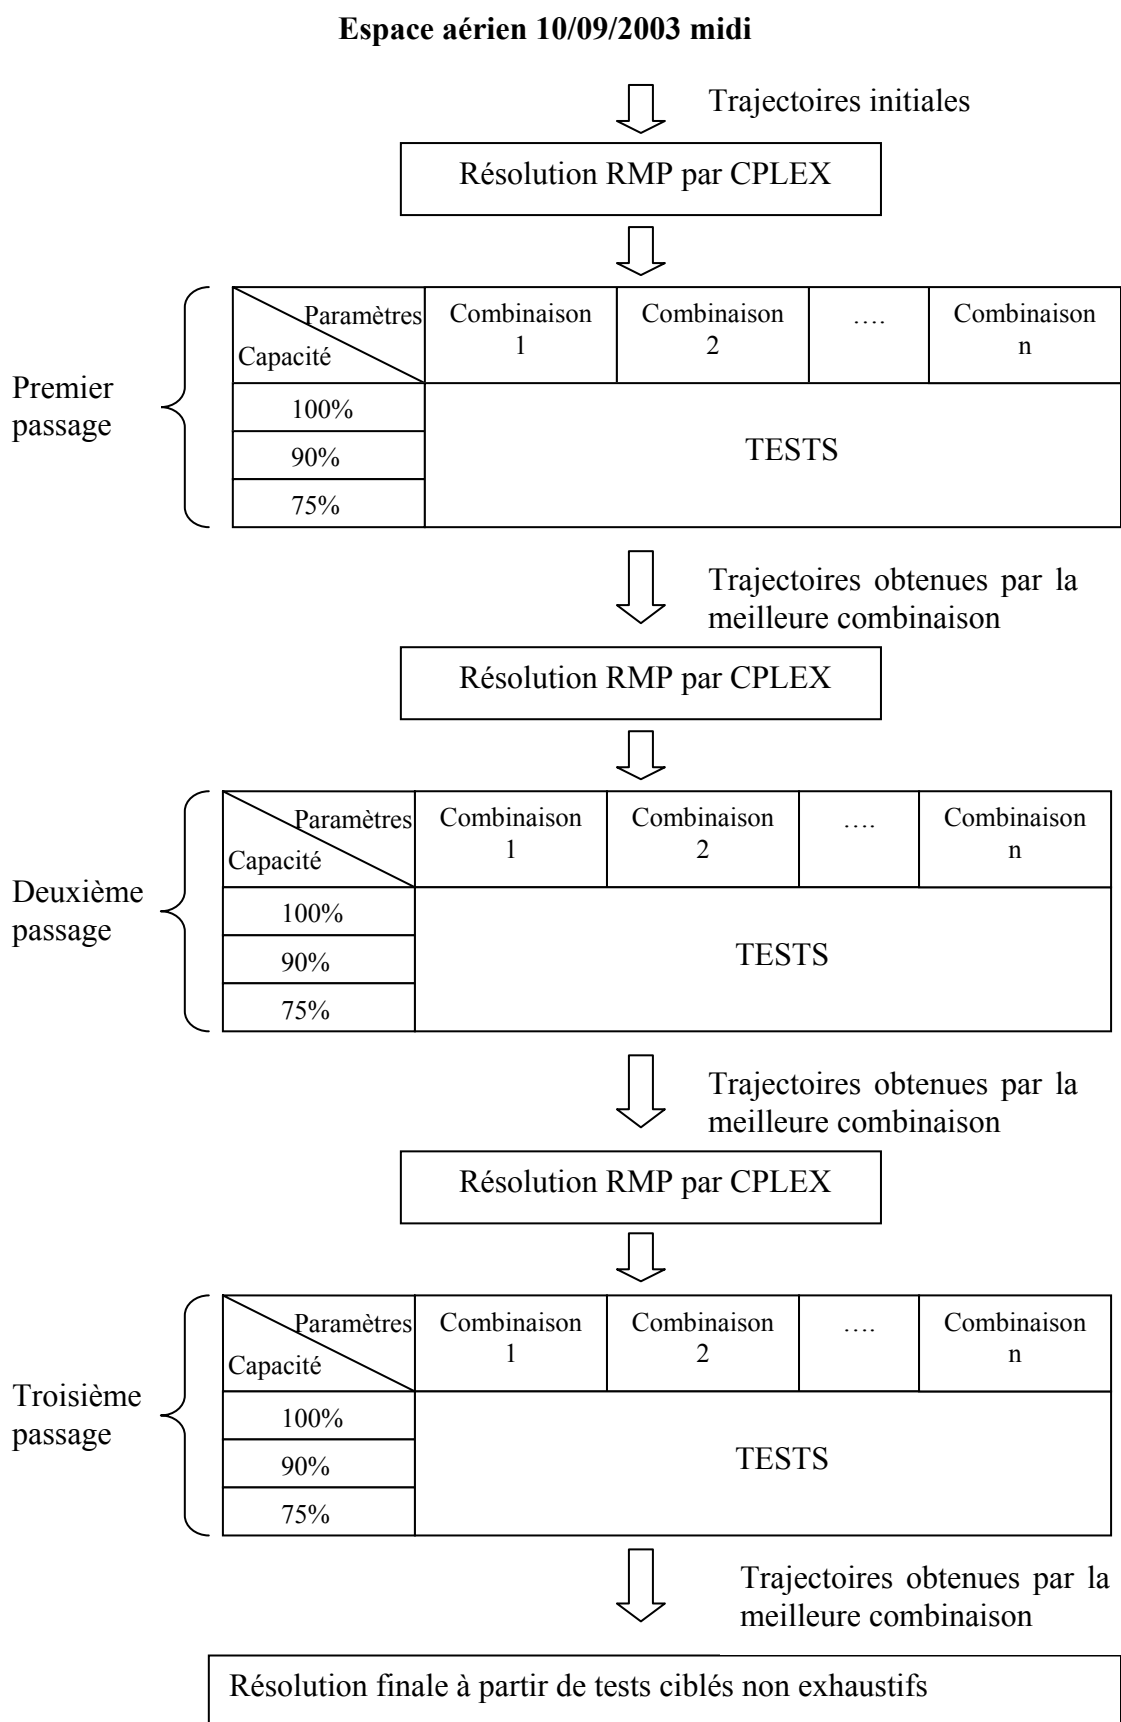 Espace aérien 10/09/2003 midi
Trajectoires initiales
Résolution RMP par CPLEX
Premier
passage
Paramètres
Capacité
Combinaison
1
Combinaison
2
....
Combinaison
n
100%
90%
75%
TESTS
Trajectoires obtenues par la
meilleure combinaison
Résolution RMP par CPLEX
Deuxième
passage
Paramètres
Capacité
Combinaison
1
Combinaison
2
....
Combinaison
n
100%
90%
75%
TESTS
Trajectoires obtenues par la
meilleure combinaison
Résolution RMP par CPLEX
Troisième
passage
Paramètres
Capacité
Combinaison
1
Combinaison
2
....
Combinaison
n
100%
90%
75%
TESTS
Trajectoires obtenues par la
meilleure combinaison
Résolution finale à partir de tests ciblés non exhaustifs